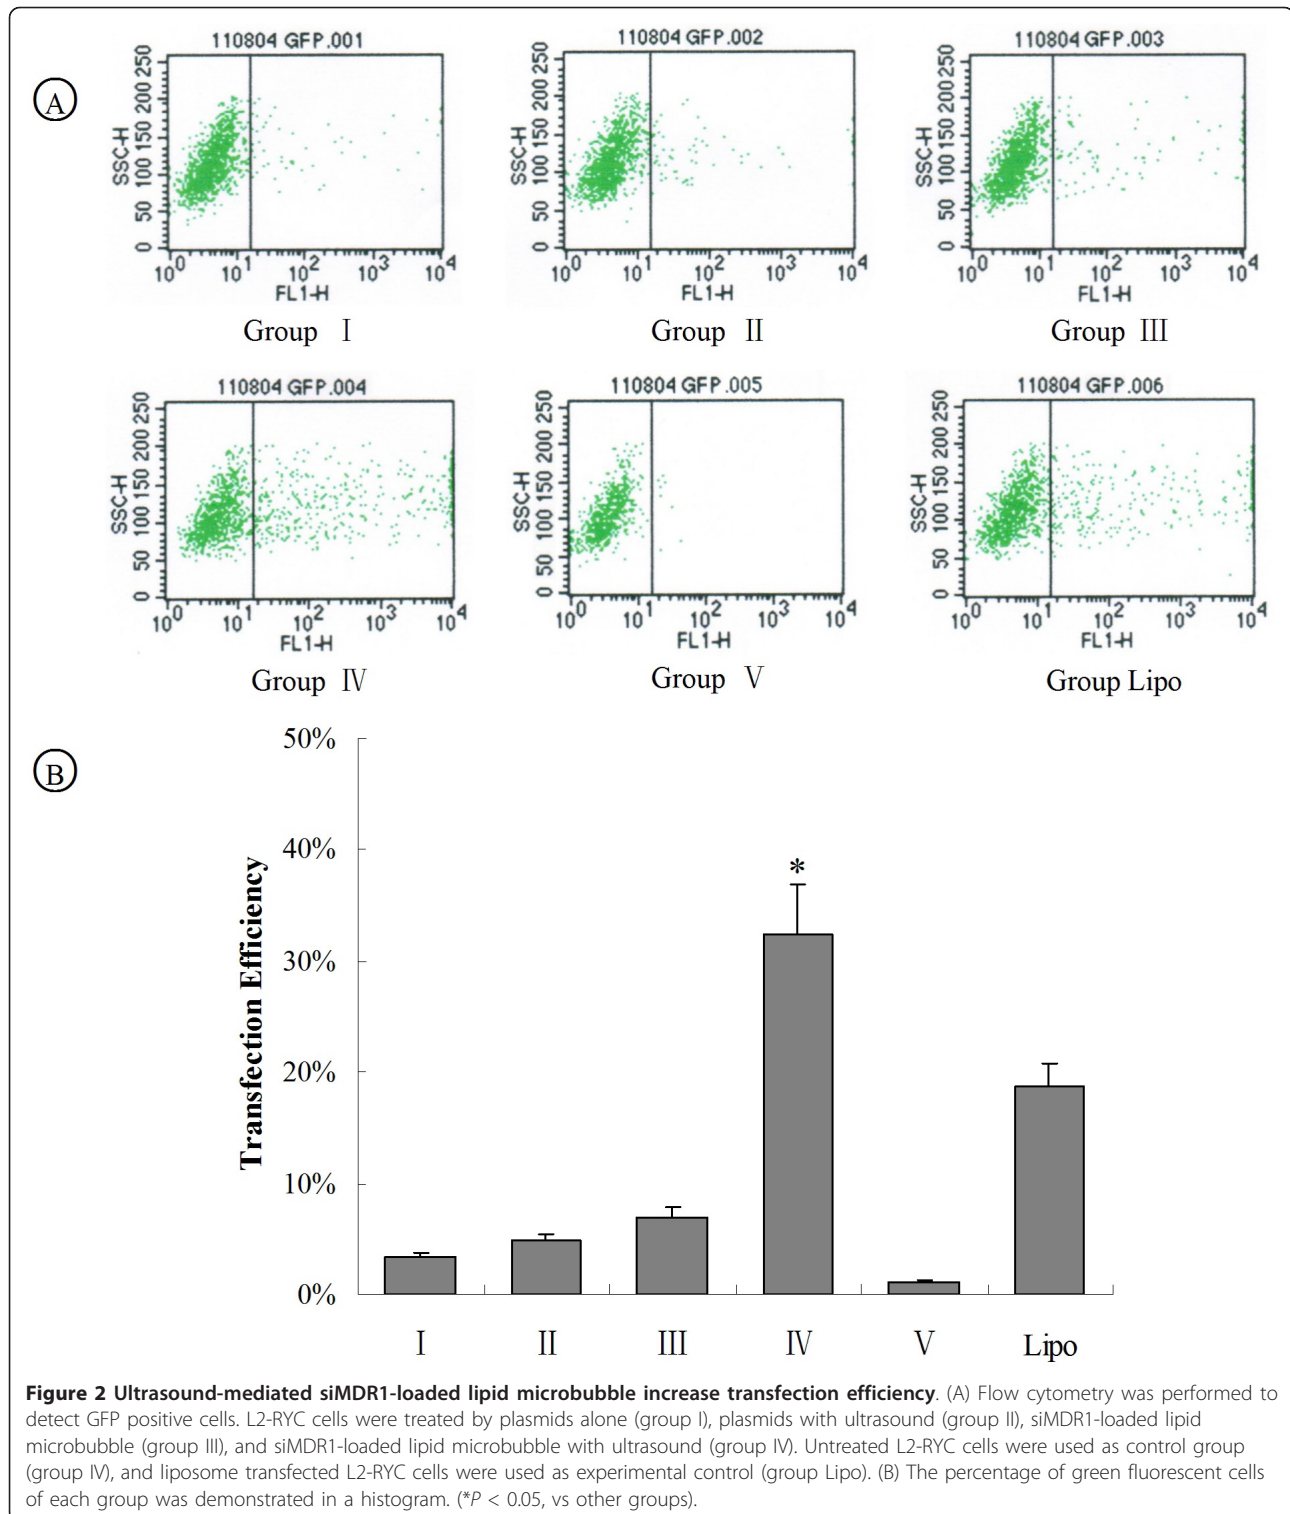 A
110804 GFP.001
SSC-H
0 50 100 150 200 250
10^0 10^1 10^2 10^3 10^4
FL1-H
Group Ⅰ
110804 GFP.002
SSC-H
0 50 100 150 200 250
10^0 10^1 10^2 10^3 10^4
FL1-H
Group Ⅱ
110804 GFP.003
SSC-H
0 50 100 150 200 250
10^0 10^1 10^2 10^3 10^4
FL1-H
Group Ⅲ
110804 GFP.004
SSC-H
0 50 100 150 200 250
10^0 10^1 10^2 10^3 10^4
FL1-H
Group Ⅳ
110804 GFP.005
SSC-H
0 50 100 150 200 250
10^0 10^1 10^2 10^3 10^4
FL1-H
Group Ⅴ
110804 GFP.006
SSC-H
0 50 100 150 200 250
10^0 10^1 10^2 10^3 10^4
FL1-H
Group Lipo
B
Transfection Efficiency
50%
40%
30%
20%
10%
0%
*
Ⅰ Ⅱ Ⅲ Ⅳ Ⅴ Lipo
Figure 2 Ultrasound-mediated siMDR1-loaded lipid microbubble increase transfection efficiency. (A) Flow cytometry was performed to
detect GFP positive cells. L2-RYC cells were treated by plasmids alone (group I), plasmids with ultrasound (group II), siMDR1-loaded lipid
microbubble (group III), and siMDR1-loaded lipid microbubble with ultrasound (group IV). Untreated L2-RYC cells were used as control group
(group IV), and liposome transfected L2-RYC cells were used as experimental control (group Lipo). (B) The percentage of green fluorescent cells
of each group was demonstrated in a histogram. (*P < 0.05, vs other groups).